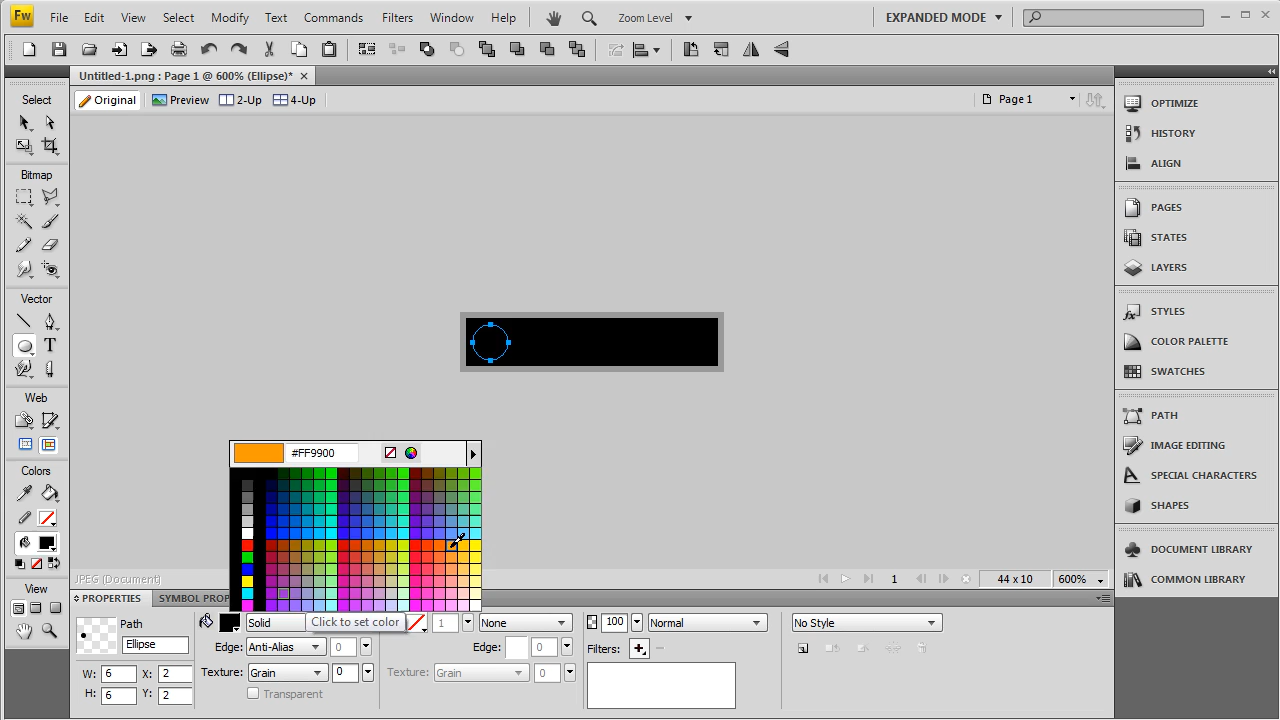 Fw File Edit View Select Modify Text Commands Filters Window Help Zoom Level EXPANDED MODE
Untitled-1.png : Page 1 @ 600% (Ellipse)*
Original Preview 2-Up 4-Up Page 1
Select
Bitmap
Vector
T
Web
Colors
View
OPTIMIZE
HISTORY
ALIGN
PAGES
STATES
LAYERS
STYLES
COLOR PALETTE
SWATCHES
PATH
IMAGE EDITING
SPECIAL CHARACTERS
SHAPES
DOCUMENT LIBRARY
COMMON LIBRARY
#FF9900
JPEG (Document) 1 44 x 10 600%
PROPERTIES SYMBOL PROP
Path
Ellipse
W: 6 X: 2
H: 6 Y: 2
Solid
Click to set color
1 None
Edge: Anti-Alias 0 Edge: 0
Texture: Grain 0 Texture: Grain 0
Transparent
100 Normal
Filters:
No Style